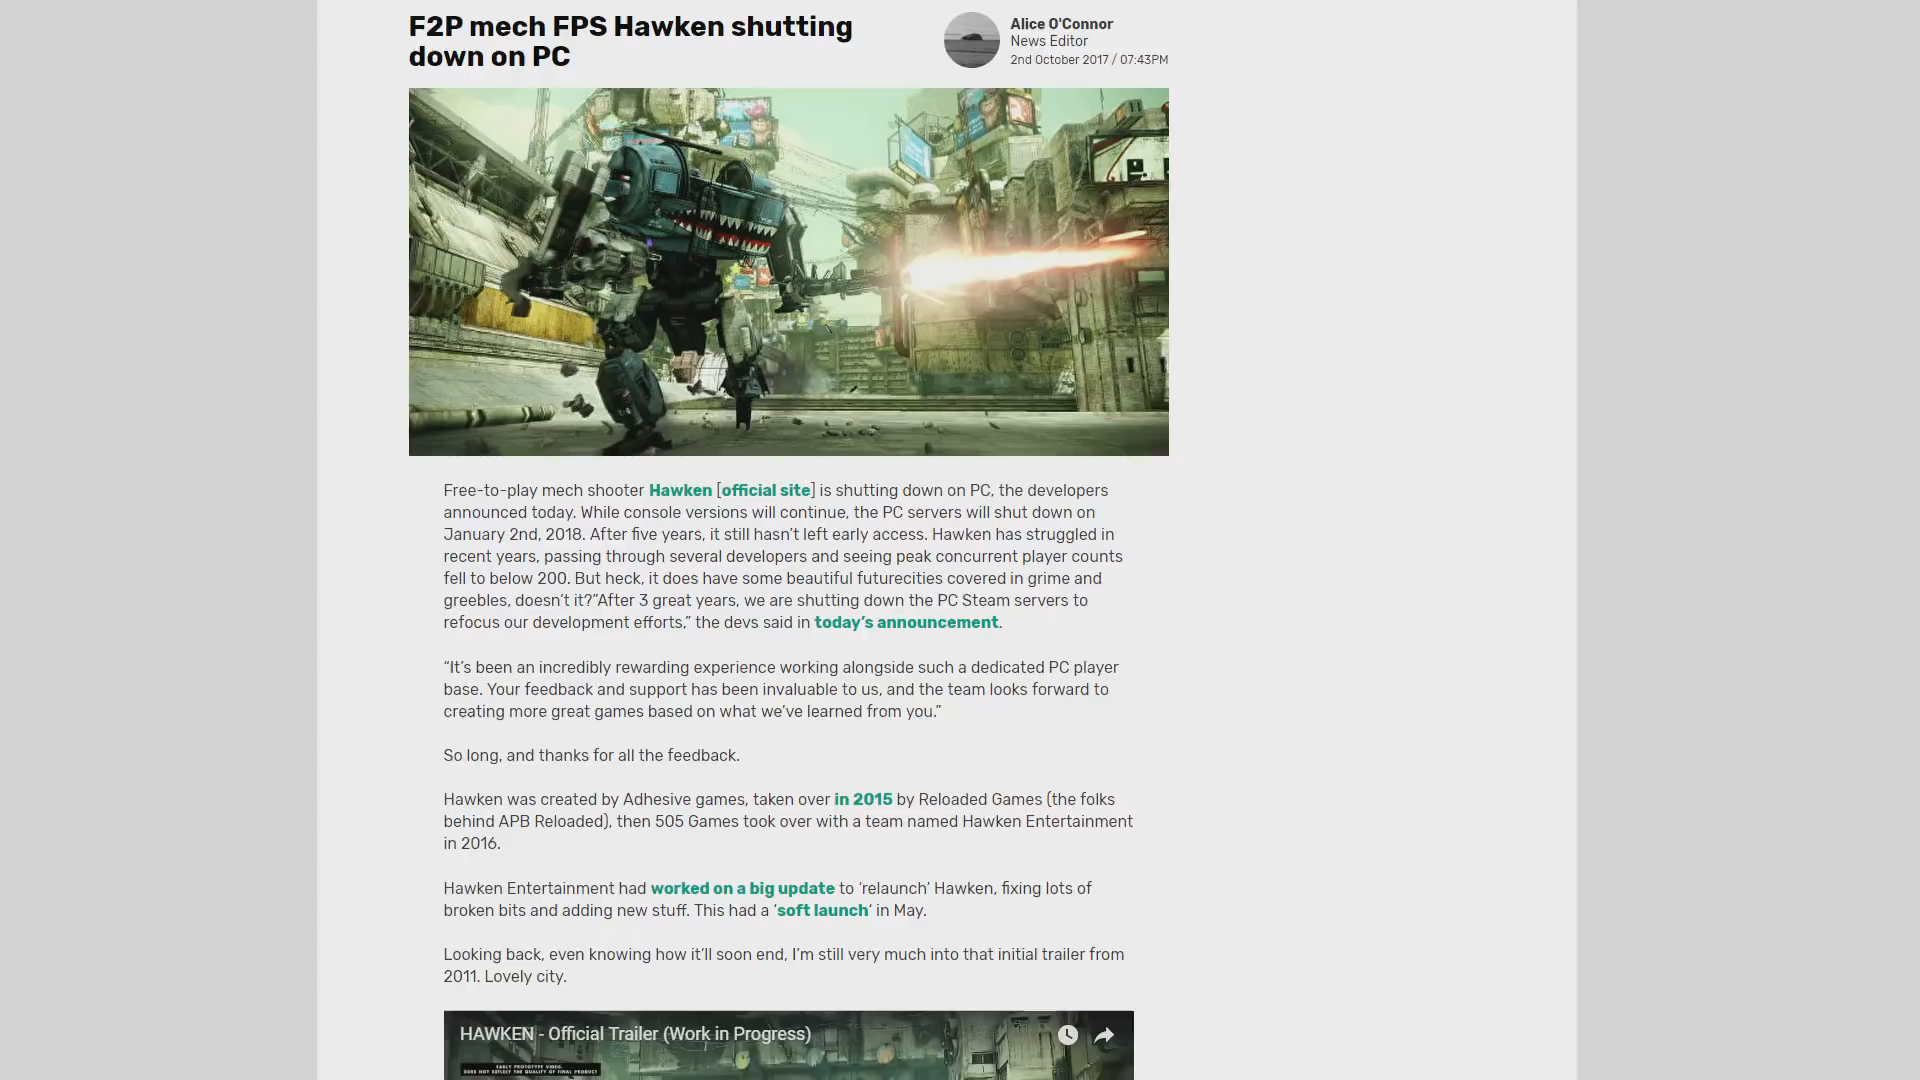 F2P mech FPS Hawken shutting
down on PC
Alice O'Connor
News Editor
2nd October 2017 / 07:43PM
Free-to-play mech shooter Hawken [official site] is shutting down on PC, the developers
announced today. While console versions will continue, the PC servers will shut down on
January 2nd, 2018. After five years, it still hasn’t left early access. Hawken has struggled in
recent years, passing through several developers and seeing peak concurrent player counts
fell to below 200. But heck, it does have some beautiful futurecities covered in grime and
greebles, doesn’t it?”After 3 great years, we are shutting down the PC Steam servers to
refocus our development efforts,” the devs said in today’s announcement.
“It’s been an incredibly rewarding experience working alongside such a dedicated PC player
base. Your feedback and support has been invaluable to us, and the team looks forward to
creating more great games based on what we’ve learned from you.”
So long, and thanks for all the feedback.
Hawken was created by Adhesive games, taken over in 2015 by Reloaded Games (the folks
behind APB Reloaded), then 505 Games took over with a team named Hawken Entertainment
in 2016.
Hawken Entertainment had worked on a big update to ‘relaunch’ Hawken, fixing lots of
broken bits and adding new stuff. This had a ‘soft launch‘ in May.
Looking back, even knowing how it’ll soon end, I’m still very much into that initial trailer from
2011. Lovely city.
HAWKEN - Official Trailer (Work in Progress)
EARLY PROTOTYPE VIDEO.
DOES NOT REFLECT THE QUALITY OF FINAL PRODUCT